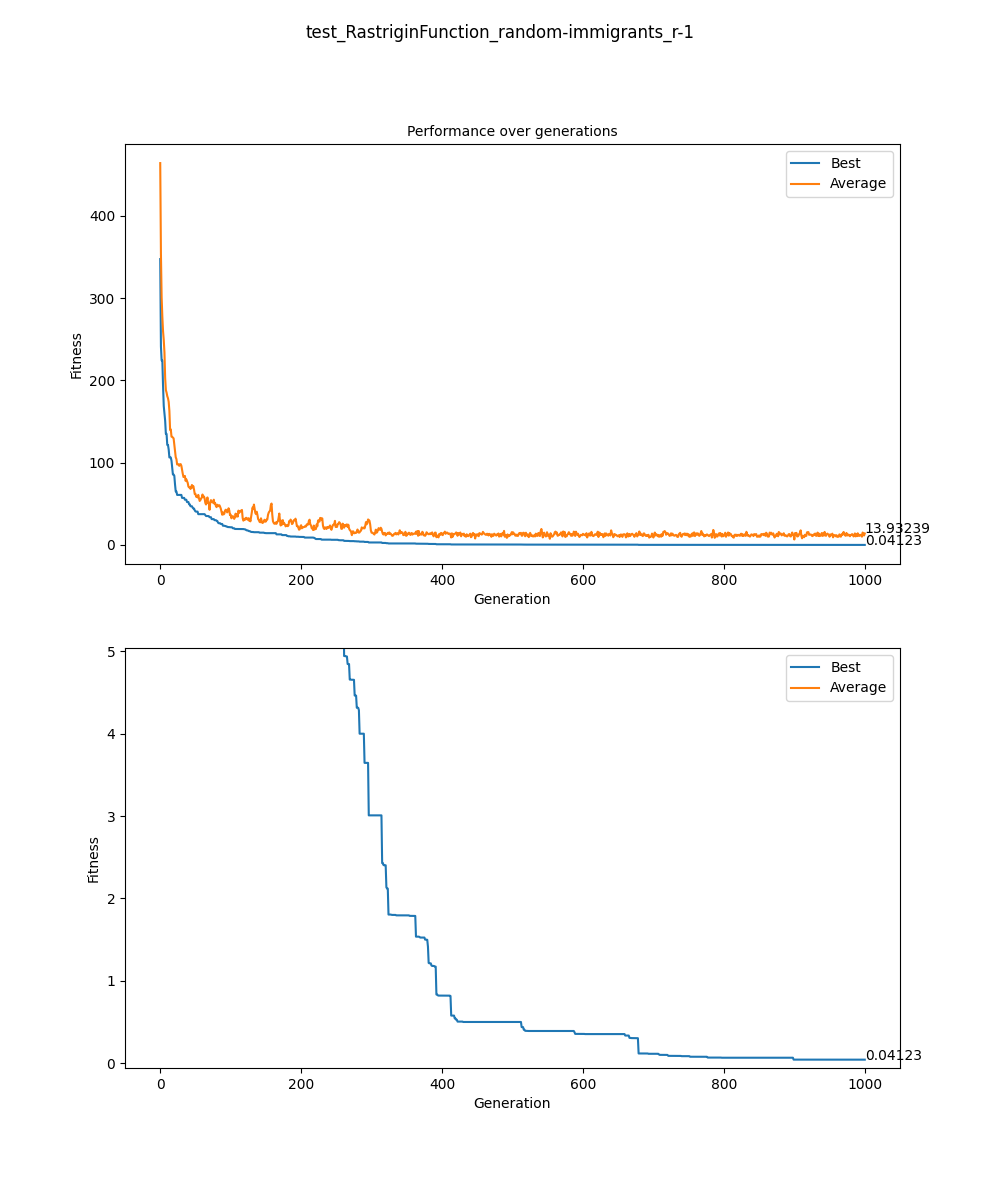 test_RastriginFunction_random-immigrants_r-1
Performance over generations
Best
Average
400
300
200
100
0
Fitness
13.93239
0.04123
0 200 400 600 800 1000
Generation
Best
Average
5
4
3
2
1
0
Fitness
0.04123
0 200 400 600 800 1000
Generation